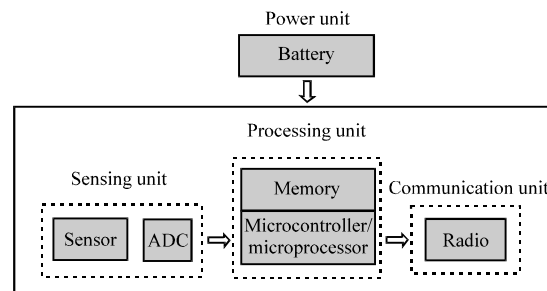 Power unit
Battery
Processing unit
Sensing unit
Memory
Communication unit
Sensor
ADC
Microcontroller/
microprocessor
Radio